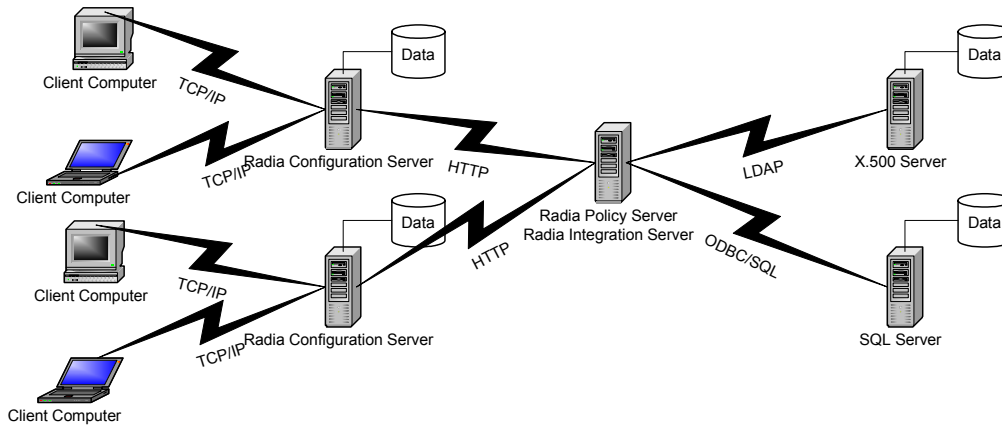 Data
Data
Client Computer
TCP/IP
TCP/IP
Radia Configuration Server
HTTP
LDAP
X.500 Server
Client Computer
Radia Policy Server
Radia Integration Server
Data
Data
HTTP
ODBC/SQL
Client Computer
TCP/IP
TCP/IP
Radia Configuration Server
SQL Server
Client Computer